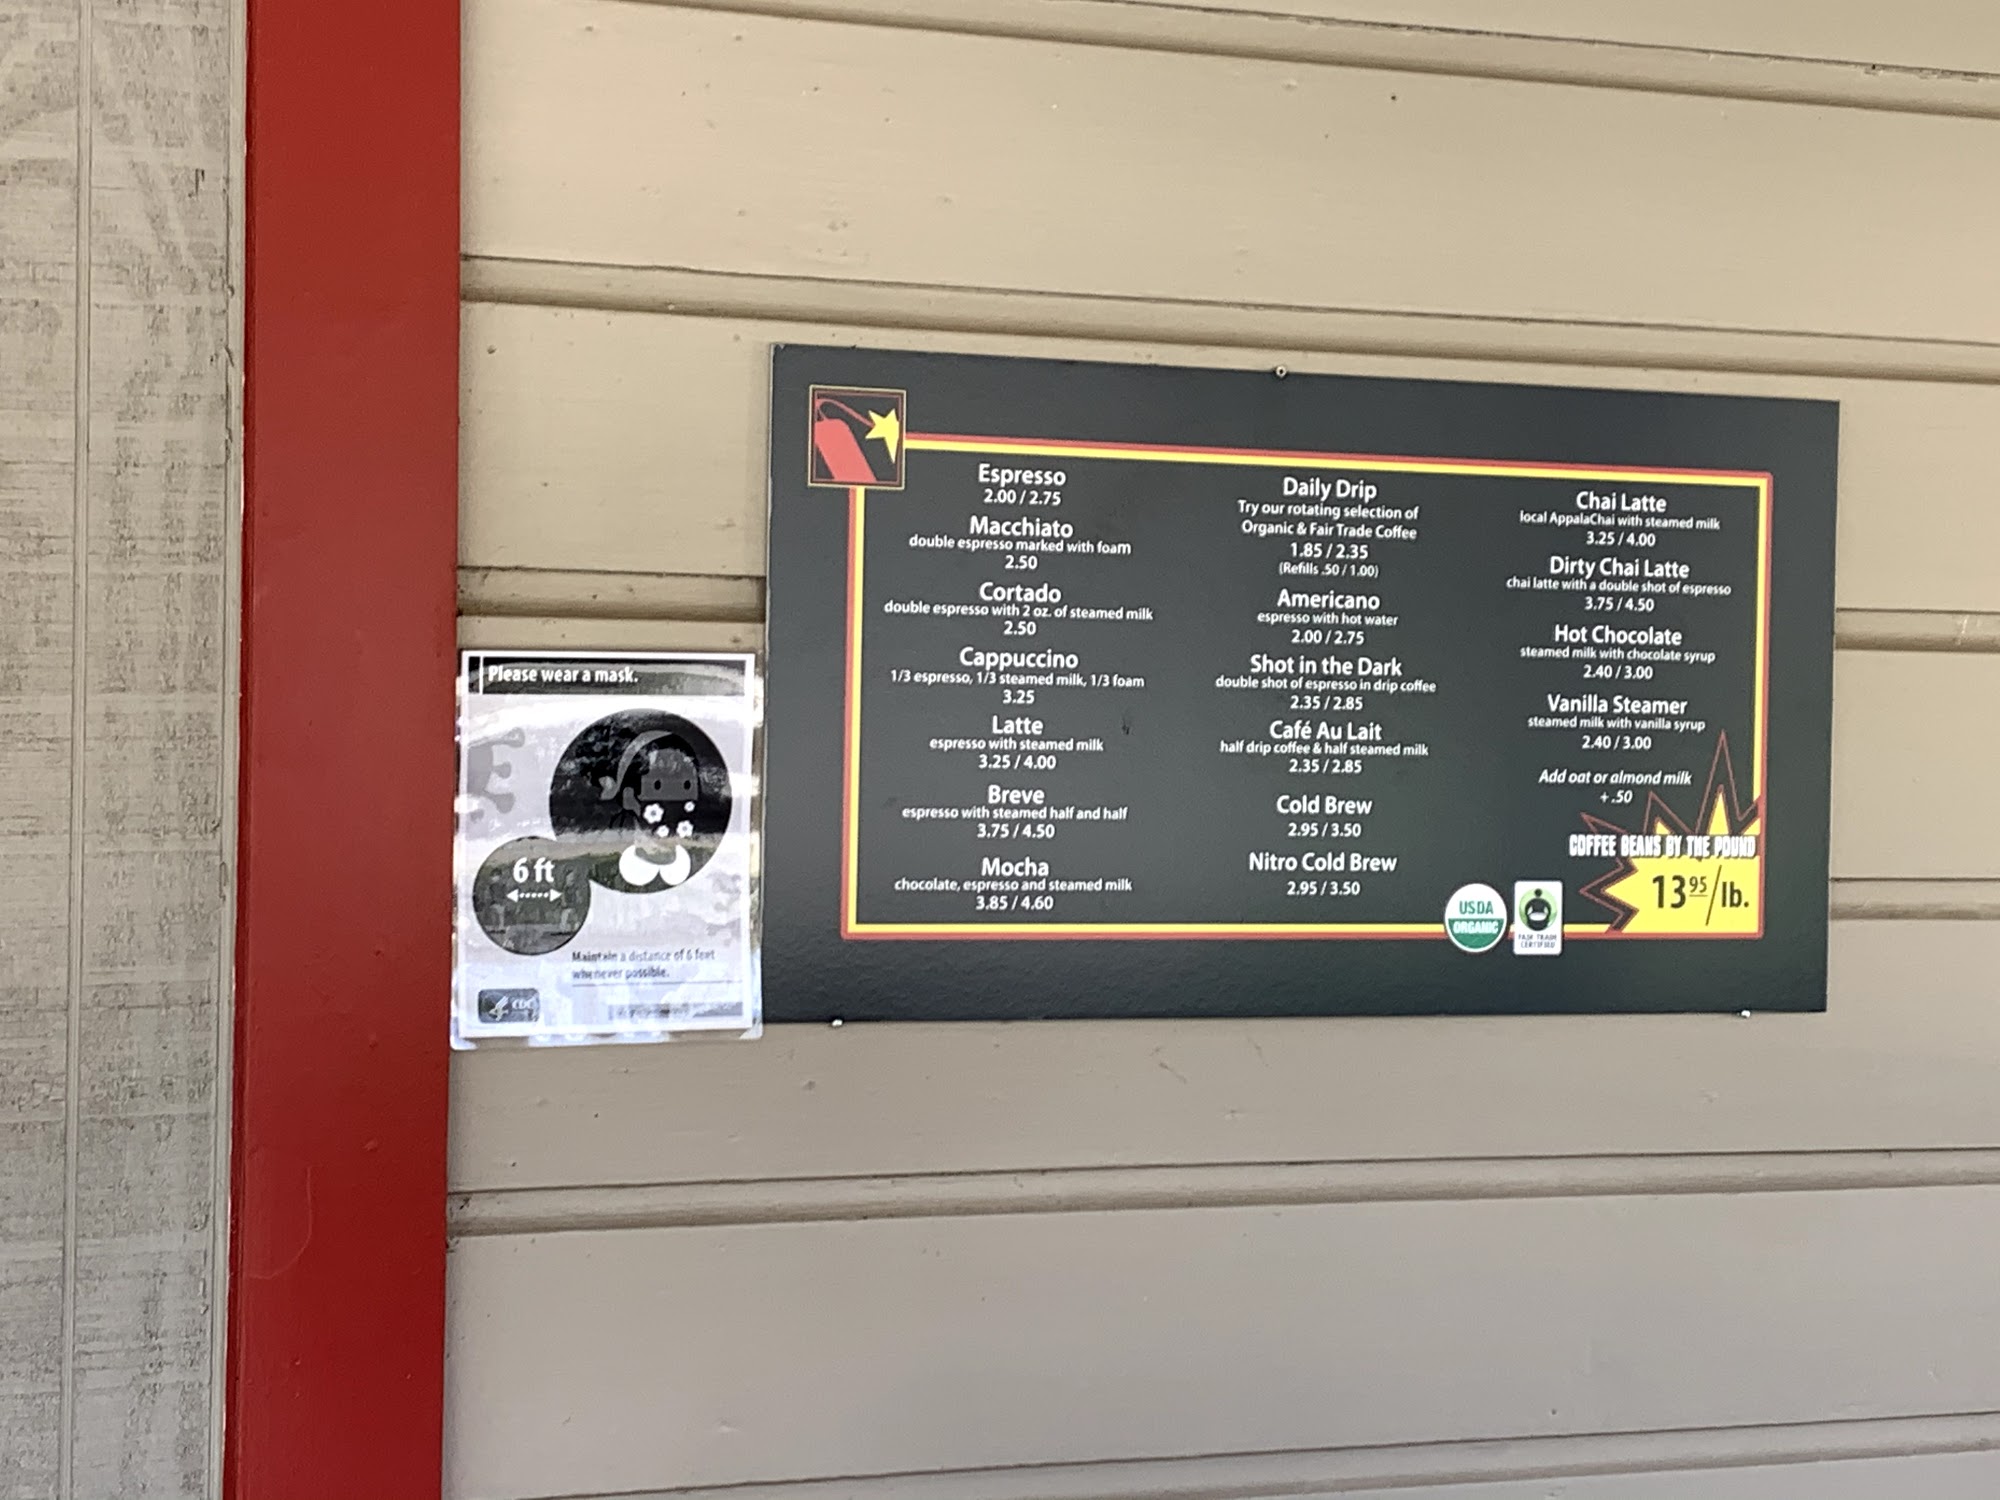 Please wear a mask.
6 ft
Maintain a distance of 6 feet
whenever possible.
CDC
Espresso
2.00 / 2.75
Macchiato
double espresso marked with foam
2.50
Cortado
double espresso with 2 oz. of steamed milk
2.50
Cappuccino
1/3 espresso, 1/3 steamed milk, 1/3 foam
3.25
Latte
espresso with steamed milk
3.25 / 4.00
Breve
espresso with steamed half and half
3.75 / 4.50
Mocha
chocolate, espresso and steamed milk
3.85 / 4.60
Daily Drip
Try our rotating selection of
Organic & Fair Trade Coffee
1.85 / 2.35
(Refills .50 / 1.00)
Americano
espresso with hot water
2.00 / 2.75
Shot in the Dark
double shot of espresso in drip coffee
2.35 / 2.85
Café Au Lait
half drip coffee & half steamed milk
2.35 / 2.85
Cold Brew
2.95 / 3.50
Nitro Cold Brew
2.95 / 3.50
Chai Latte
local AppalaChai with steamed milk
3.25 / 4.00
Dirty Chai Latte
chai latte with a double shot of espresso
3.75 / 4.50
Hot Chocolate
steamed milk with chocolate syrup
2.40 / 3.00
Vanilla Steamer
steamed milk with vanilla syrup
2.40 / 3.00
Add oat or almond milk
+ .50
COFFEE BEANS BY THE POUND
13 95/lb.
USDA
ORGANIC
FAIR TRADE
CERTIFIED